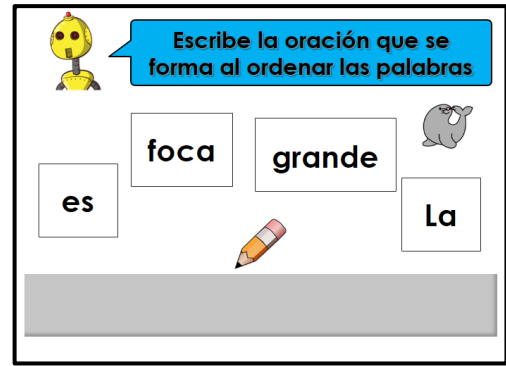 Escribe la oración que se
forma al ordenar las palabras
foca
grande
es
La